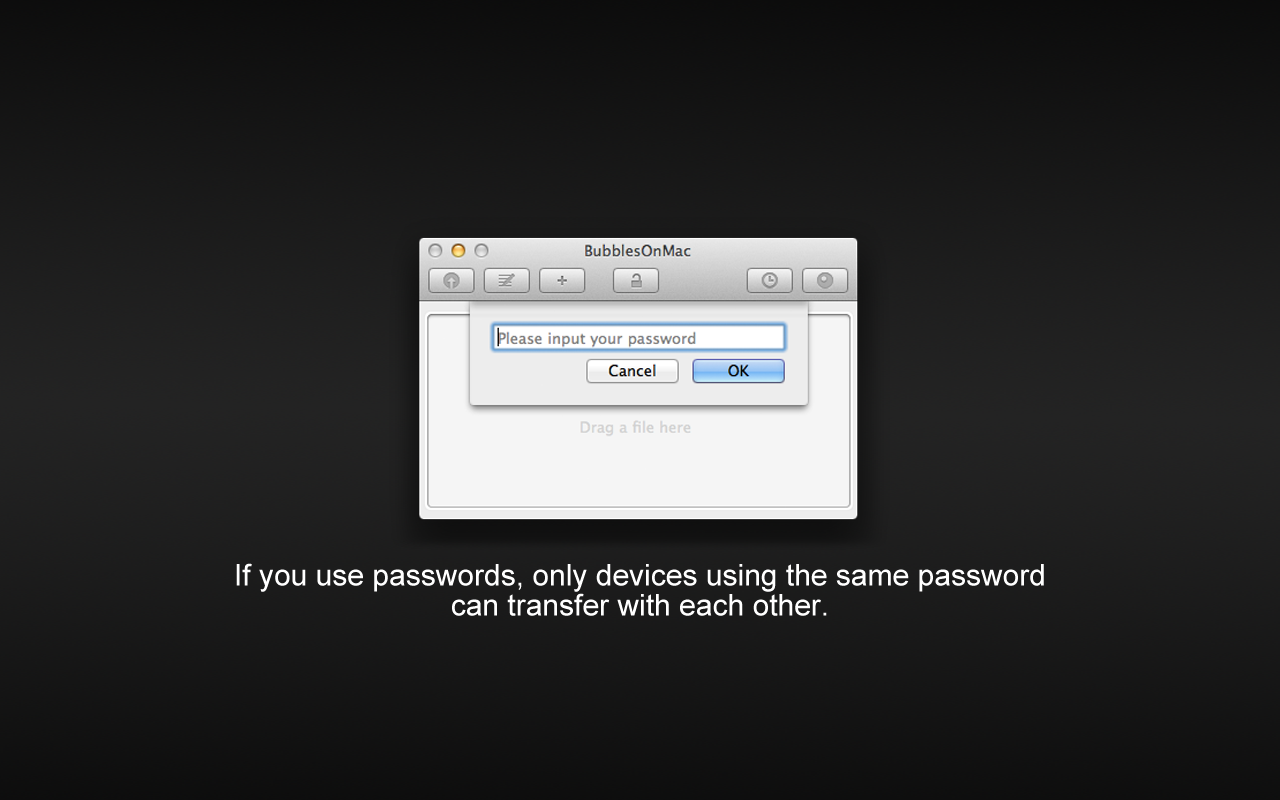 BubblesOnMac
Please input your password
Cancel OK
Drag a file here
If you use passwords, only devices using the same password
can transfer with each other.